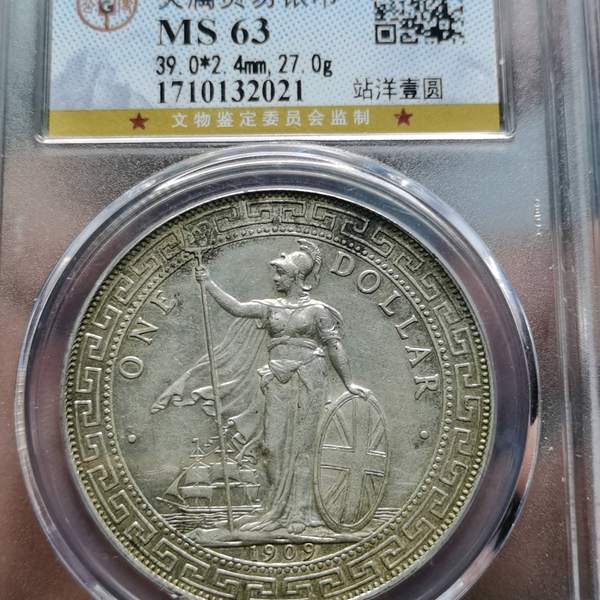 MS 63
39.0*2.4mm,27.0g
1710132021 站洋壹圆
★ 文物鉴定委员会监制 ★
ONE DOLLAR
1909